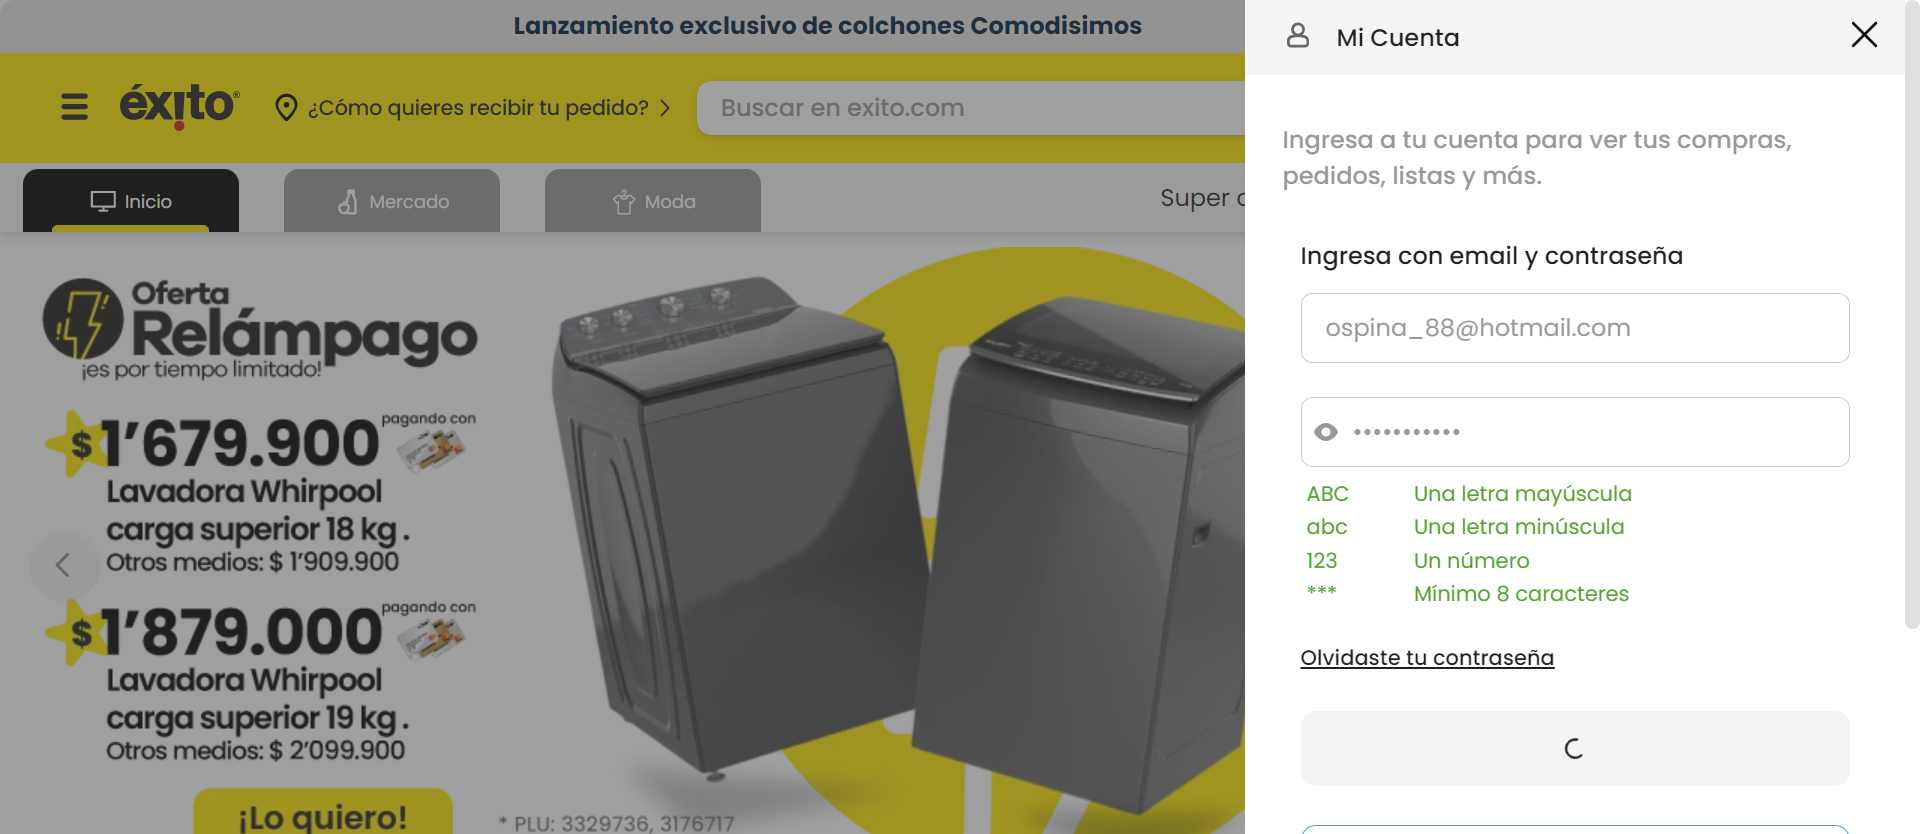 Lanzamiento exclusivo de colchones Comodisimos
éxito®
¿Cómo quieres recibir tu pedido?
Buscar en exito.com
Inicio
Mercado
Moda
Super
Oferta
Relámpago
¡es por tiempo limitado!
$ 1'679.900 pagando con
Lavadora Whirpool
carga superior 18 kg.
Otros medios: $ 1'909.900
$ 1'879.000 pagando con
Lavadora Whirpool
carga superior 19 kg.
Otros medios: $ 2'099.900
¡Lo quiero!
* PLU: 3329736, 3176717
Mi Cuenta
Ingresa a tu cuenta para ver tus compras,
pedidos, listas y más.
Ingresa con email y contraseña
ospina_88@hotmail.com
•••••••••••
ABC Una letra mayúscula
abc Una letra minúscula
123 Un número
*** Mínimo 8 caracteres
Olvidaste tu contraseña